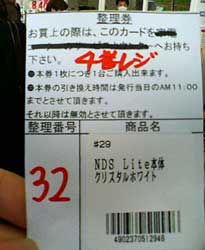 整理券
お買上の際は、このカードを
へお持ち
下さい。 4番レジ
●本券1枚につき1台ご購入出来ます。
●本券の引き換え時間は発行当日のAM11:00
までとさせて頂きます。
それ以降は無効とさせて頂きます。
整理番号 商品名
32
#29
NDS Lite本体
クリスタルホワイト
4902370512946